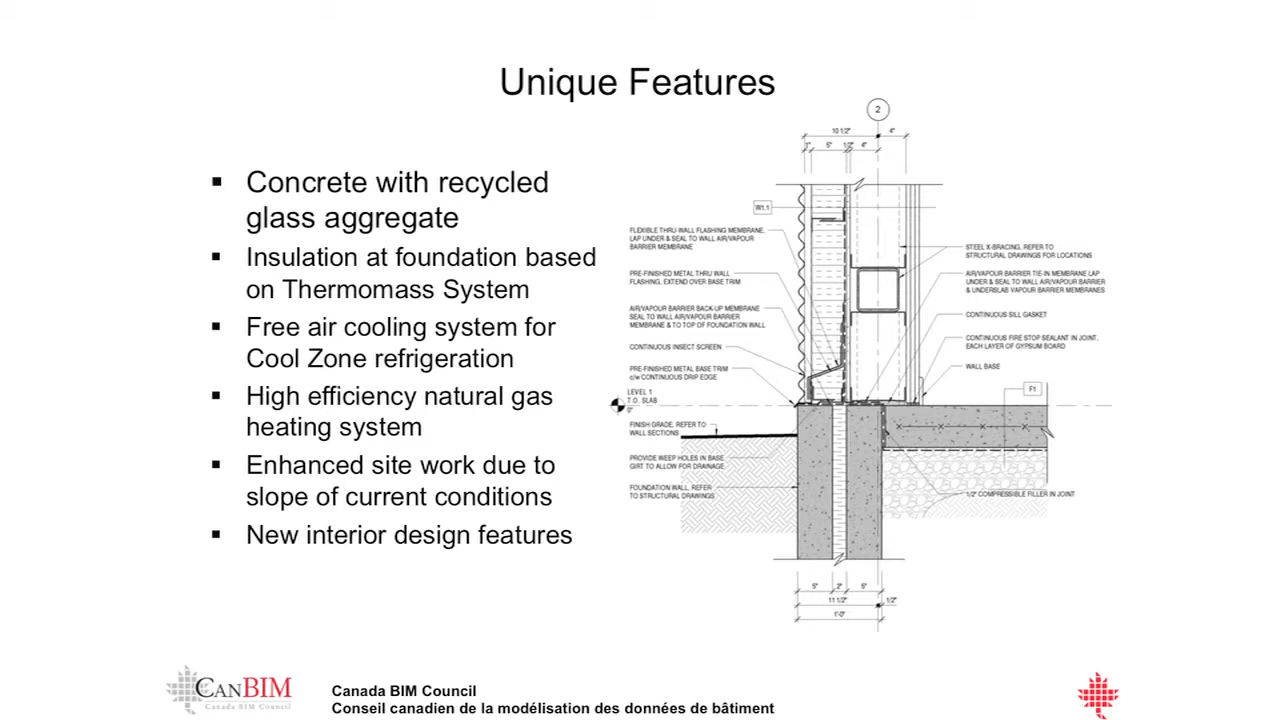 Unique Features
▪ Concrete with recycled
glass aggregate
▪ Insulation at foundation based
on Thermomass System
▪ Free air cooling system for
Cool Zone refrigeration
▪ High efficiency natural gas
heating system
▪ Enhanced site work due to
slope of current conditions
▪ New interior design features
2
10 1/2" 4"
1" 5" 1/2" 4"
W1.1
FLEXIBLE THRU-WALL FLASHING MEMBRANE,
LAP UNDER & SEAL TO WALL AIR/VAPOUR
BARRIER MEMBRANE
PRE-FINISHED METAL THRU WALL
FLASHING, EXTEND OVER BASE TRIM
AIR/VAPOUR BARRIER BACK-UP MEMBRANE
SEAL TO WALL AIR/VAPOUR BARRIER
MEMBRANE & TO TOP OF FOUNDATION WALL
CONTINUOUS INSECT SCREEN
PRE-FINISHED METAL BASE TRIM
c/w CONTINUOUS DRIP EDGE
LEVEL 1
T.O. SLAB
0"
FINISH GRADE, REFER TO
WALL SECTIONS
PROVIDE WEEP HOLES IN BASE
GIRT TO ALLOW FOR DRAINAGE
FOUNDATION WALL, REFER
TO STRUCTURAL DRAWINGS
STEEL X-BRACING, REFER TO
STRUCTURAL DRAWINGS FOR LOCATIONS
AIR/VAPOUR BARRIER TIE-IN MEMBRANE LAP
UNDER & SEAL TO WALL AIR/VAPOUR BARRIER
& UNDERSLAB VAPOUR BARRIER MEMBRANES
CONTINUOUS SILL GASKET
CONTINUOUS FIRE STOP SEALANT IN JOINT,
EACH LAYER OF GYPSUM BOARD
WALL BASE
F1
1/2" COMPRESSIBLE FILLER IN JOINT
5" 2" 5"
11 1/2" 1/2"
1'-0"
CANBIM
Canada BIM Council
Canada BIM Council
Conseil canadien de la modélisation des données de bâtiment